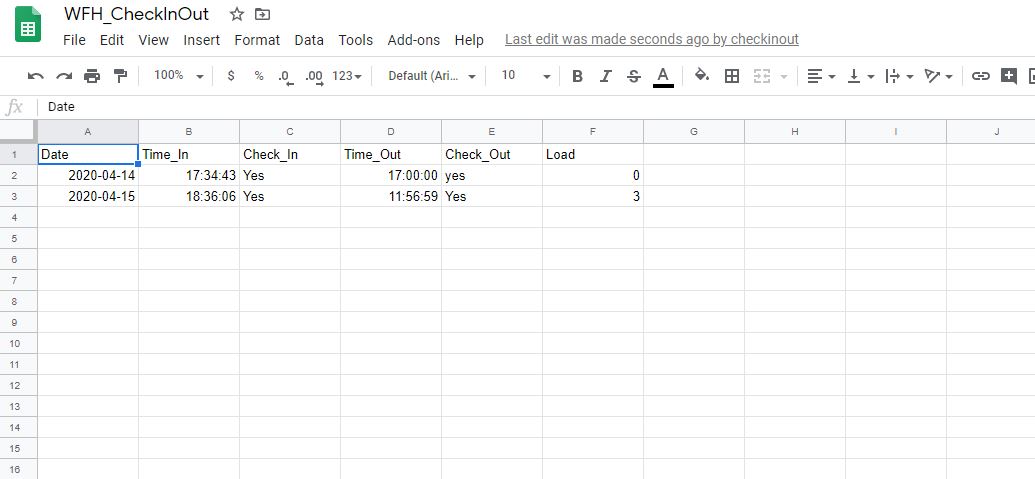 WFH_CheckInOut
File Edit View Insert Format Data Tools Add-ons Help Last edit was made seconds ago by checkinout
100% $ % .0 .00 123 Default (Ari... 10 B I S A
fx Date
A B C D E F G H I J
1 Date Time_In Check_In Time_Out Check_Out Load
2 2020-04-14 17:34:43 Yes 17:00:00 yes 0
3 2020-04-15 18:36:06 Yes 11:56:59 Yes 3
4
5
6
7
8
9
10
11
12
13
14
15
16